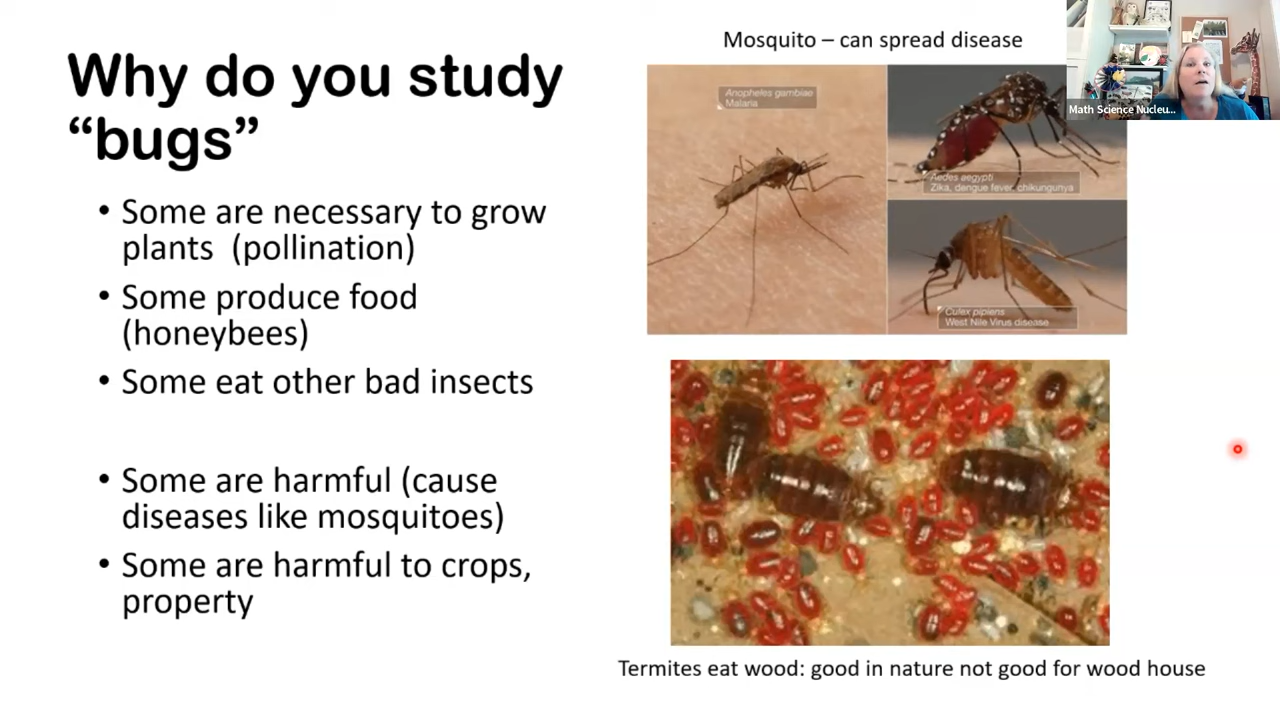 Why do you study
“bugs”
• Some are necessary to grow
plants (pollination)
• Some produce food
(honeybees)
• Some eat other bad insects
• Some are harmful (cause
diseases like mosquitoes)
• Some are harmful to crops,
property
Mosquito – can spread disease
Anopheles gambiae
Malaria
Aedes aegypti
Zika, dengue fever, chikungunya
Culex pipiens
West Nile Virus disease
Math Science Nucleu...
Termites eat wood: good in nature not good for wood house